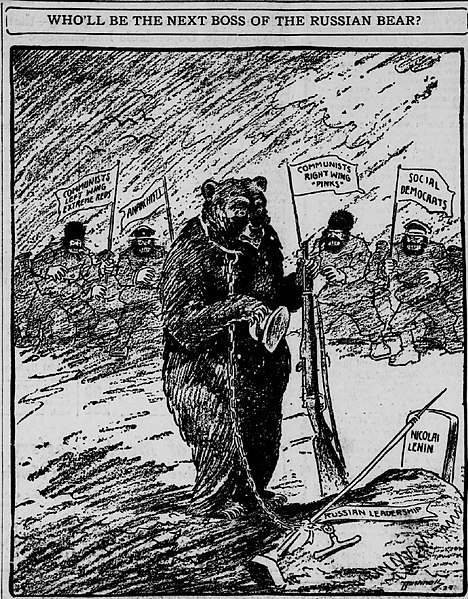 WHO'LL BE THE NEXT BOSS OF THE RUSSIAN BEAR?
COMMUNISTS
LEFT WING
EXTREME REDS
COMMUNISTS
RIGHT WING
"PINKS"
SOCIAL
DEMOCRATS
NICOLAI
LENIN
RUSSIAN LEADERSHIP